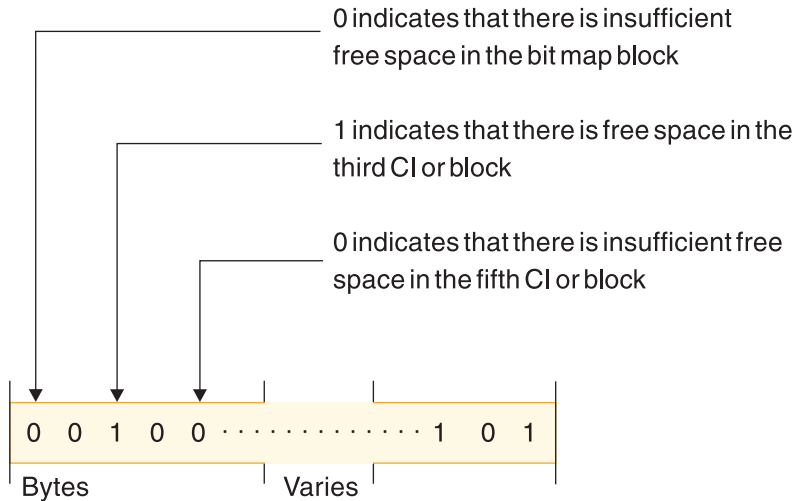 0 indicates that there is insufficient
free space in the bit map block
1 indicates that there is free space in the
third CI or block
0 indicates that there is insufficient free
space in the fifth CI or block
0 0 1 0 0 · · · · · · · · · · · · · 1 0 1
Bytes Varies